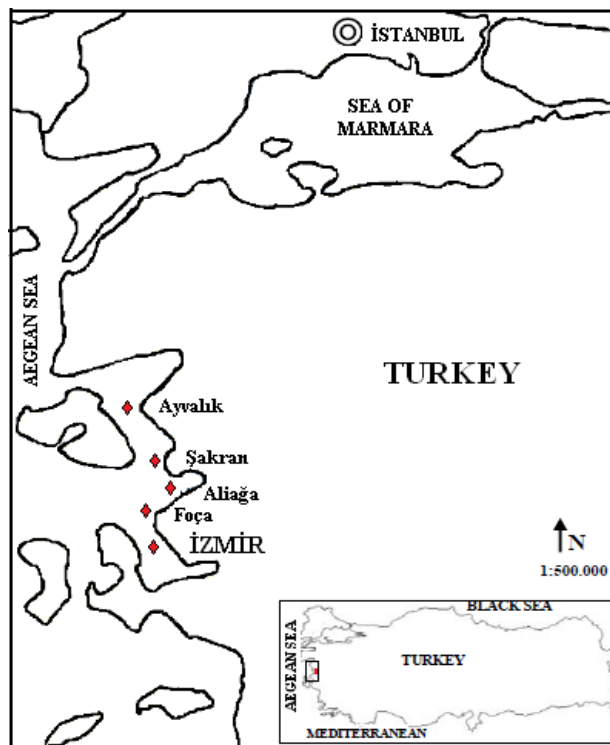 İSTANBUL
SEA OF
MARMARA
AEGEAN SEA
TURKEY
Ayvalık
Şakran
Aliağa
Foça
İZMİR
N
1:500.000
BLACK SEA
AEGEAN SEA
TURKEY
MEDITERRANEAN